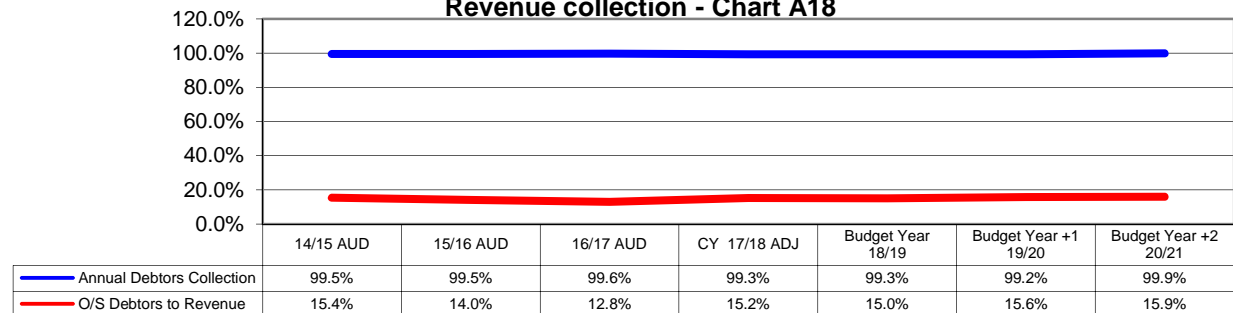 Revenue collection - Chart A18
120.0%
100.0%
80.0%
60.0%
40.0%
20.0%
0.0%
14/15 AUD 15/16 AUD 16/17 AUD CY 17/18 ADJ Budget Year 18/19 Budget Year +1 19/20 Budget Year +2 20/21
Annual Debtors Collection 99.5% 99.5% 99.6% 99.3% 99.3% 99.2% 99.9%
O/S Debtors to Revenue 15.4% 14.0% 12.8% 15.2% 15.0% 15.6% 15.9%